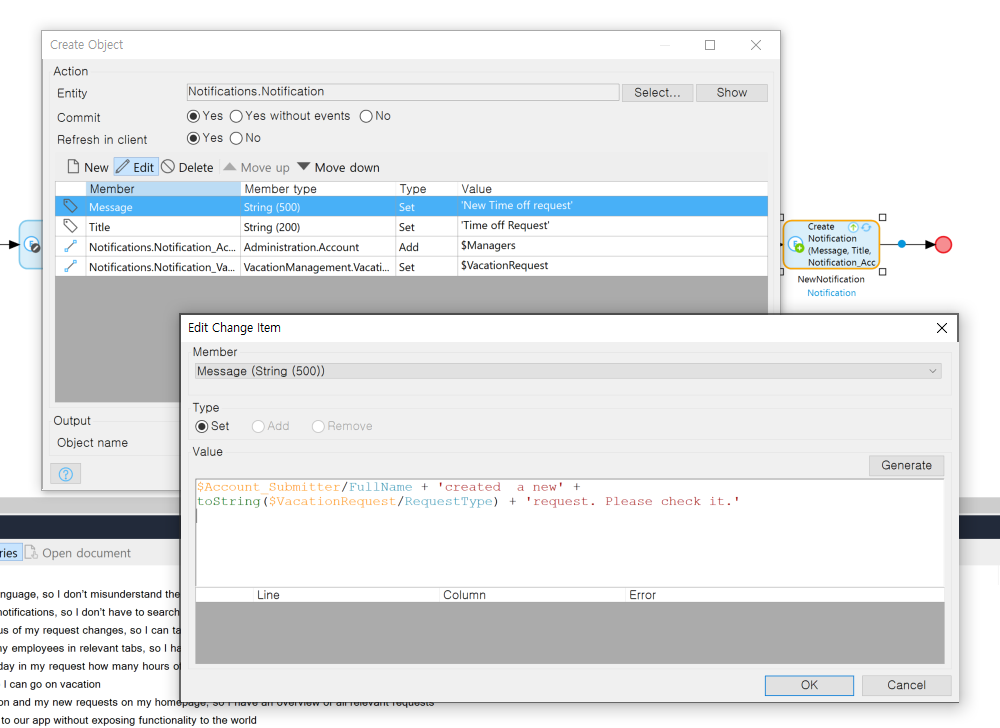 Create Object
Action
Entity
Notifications.Notification
Select...
Show
Commit
Yes
Yes without events
No
Refresh in client
Yes
No
New
Edit
Delete
Move up
Move down
Member
Member type
Type
Value
Message
String (500)
Set
'New Time off request'
Title
String (200)
Set
'Time off Request'
Notifications.Notification_Ac...
Administration.Account
Add
$Managers
Notifications.Notification_Va...
VacationManagement.Vacati...
Set
$VacationRequest
Output
Object name
Create
Notification
(Message, Title,
Notification_Acc
NewNotification
Notification
Edit Change Item
Member
Message (String (500))
Type
Set
Add
Remove
Value
Generate
$Account_Submitter/FullName + 'created  a new' +
toString($VacationRequest/RequestType) + 'request. Please check it.'
Line
Column
Error
OK
Cancel
ries
Open document
nguage, so I don't misunderstand the
notifications, so I don't have to search
us of my request changes, so I can ta
ny employees in relevant tabs, so I ha
day in my request how many hours o
I can go on vacation
on and my new requests on my homepage, so I have an overview of all relevant requests
to our app without exposing functionality to the world